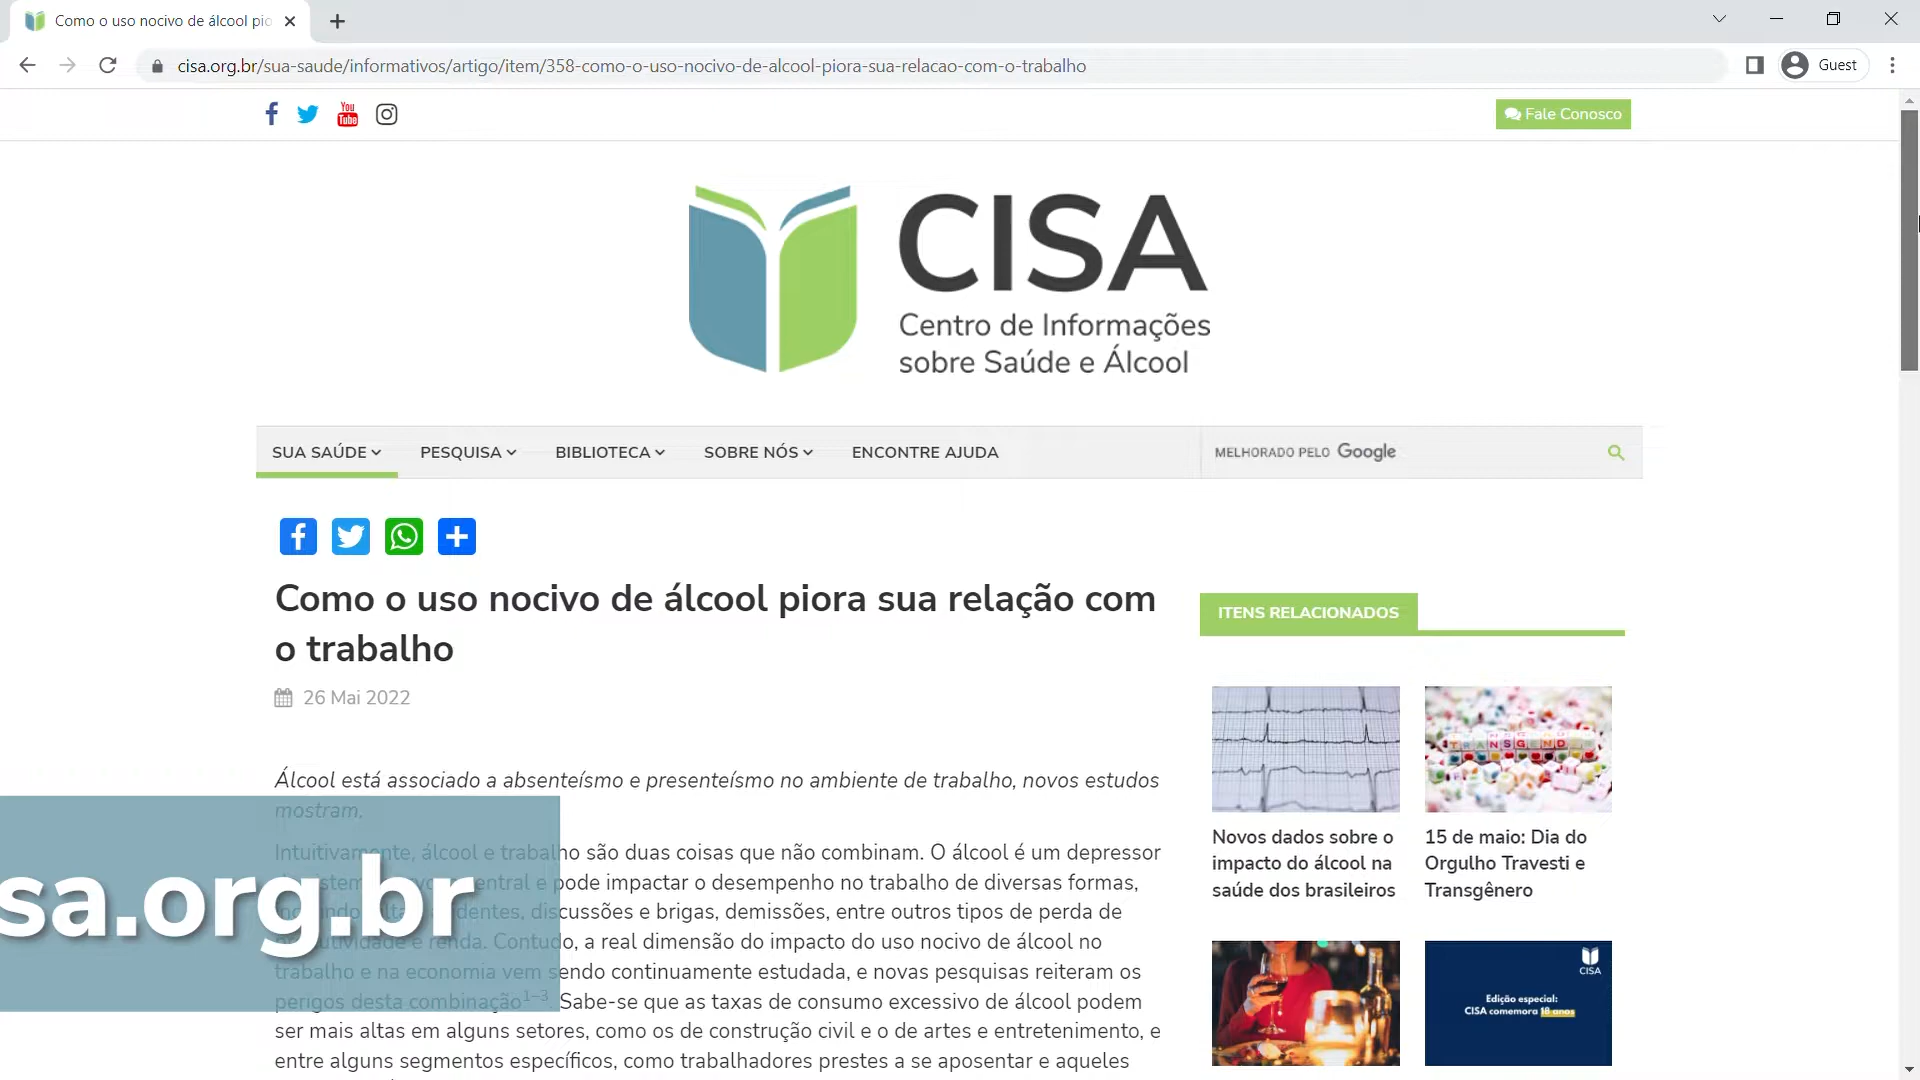 Como o uso nocivo de álcool pio
cisa.org.br/sua-saude/informativos/artigo/item/358-como-o-uso-nocivo-de-alcool-piora-sua-relacao-com-o-trabalho
Guest
You
Tube
Fale Conosco
CISA
Centro de Informações
sobre Saúde e Álcool
SUA SAÚDE PESQUISA BIBLIOTECA SOBRE NÓS ENCONTRE AJUDA MELHORADO PELO Google
Como o uso nocivo de álcool piora sua relação com
o trabalho
26 Mai 2022
Álcool está associado a absenteísmo e presenteísmo no ambiente de trabalho, novos estudos
mostram.
Intuitivamente, álcool e trabalho são duas coisas que não combinam. O álcool é um depressor
central e pode impactar o desempenho no trabalho de diversas formas,
discussões e brigas, demissões, entre outros tipos de perda de
e renda. Contudo, a real dimensão do impacto do uso nocivo de álcool no
trabalho e na economia vem sendo continuamente estudada, e novas pesquisas reiteram os
perigos desta combinação1–3. Sabe-se que as taxas de consumo excessivo de álcool podem
ser mais altas em alguns setores, como os de construção civil e o de artes e entretenimento, e
entre alguns segmentos específicos, como trabalhadores prestes a se aposentar e aqueles
sa.org.br
ITENS RELACIONADOS
TRANSGEND
Novos dados sobre o
impacto do álcool na
saúde dos brasileiros
15 de maio: Dia do
Orgulho Travesti e
Transgênero
CISA
Edição especial:
CISA comemora 18 anos